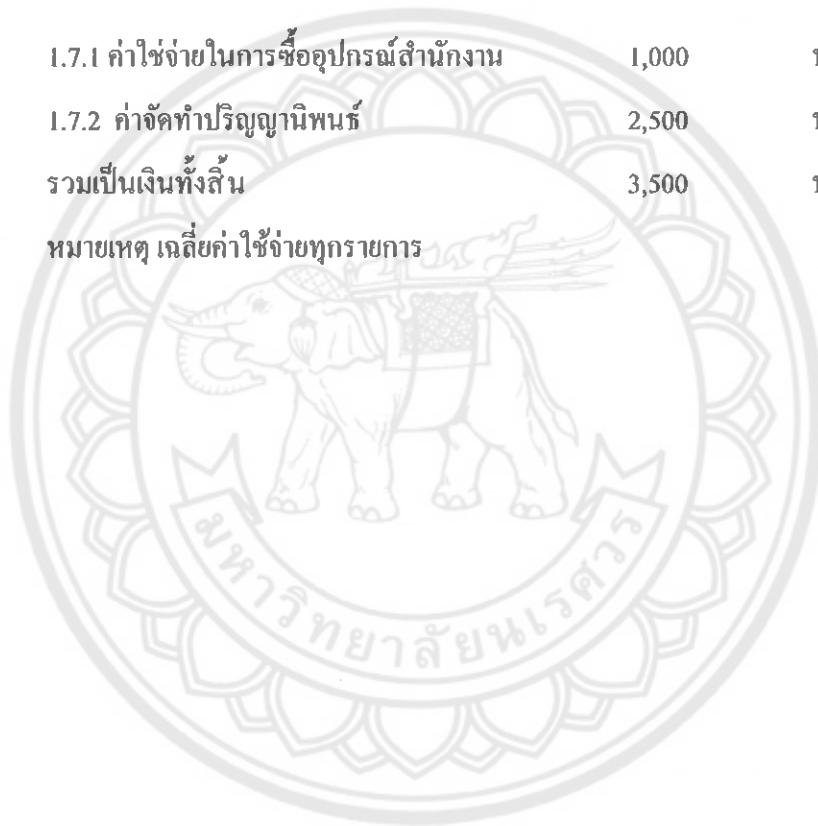 1.7.1 ค่าใช้จ่ายในการซื้ออุปกรณ์สำนักงาน 1,000
1.7.2 ค่าจัดทำปริญญานิพนธ์ 2,500
รวมเป็นเงินทั้งสิ้น 3,500
หมายเหตุ เฉลี่ยค่าใช้จ่ายทุกรายการ
มหาวิทยาลัยนเรศวร